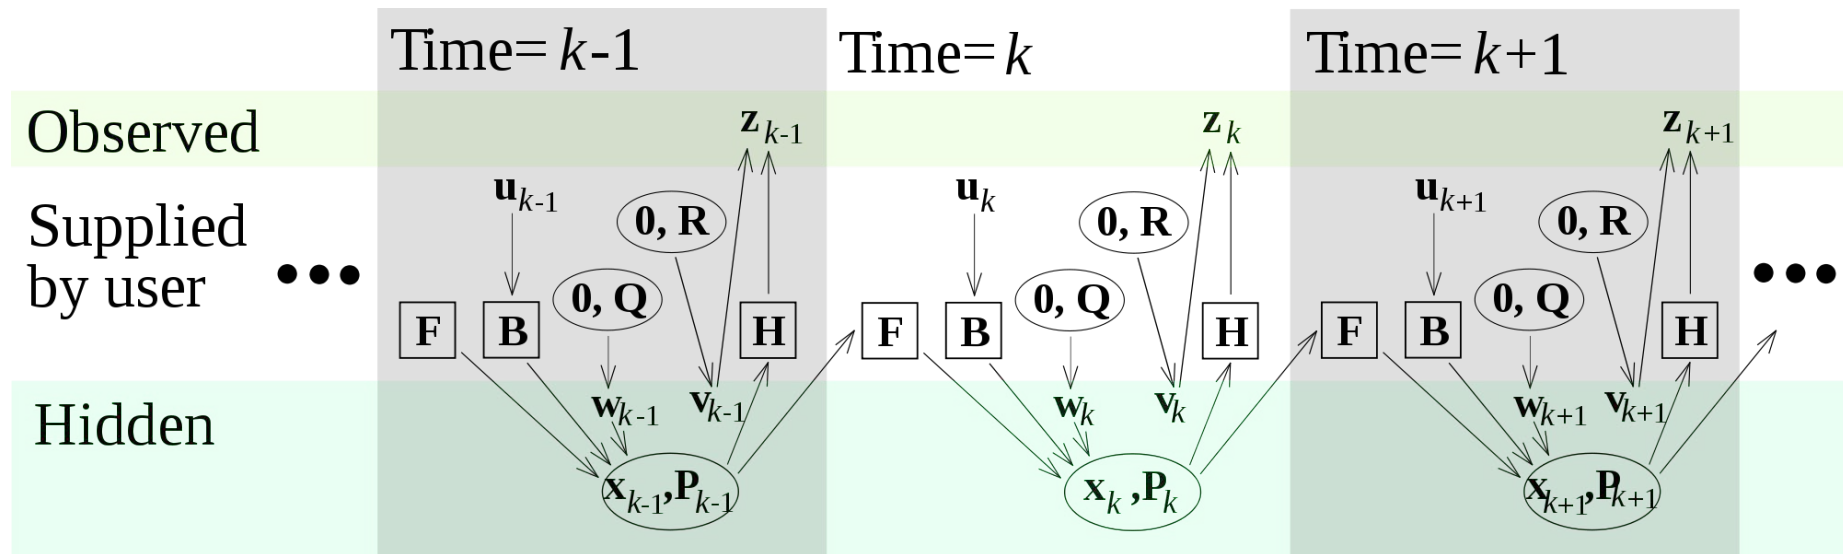 Time= k-1 Time= k Time= k+1
Observed z k-1 z k z k+1
Supplied by user
u k-1 0, R u k 0, R u k+1 0, R
0, Q 0, Q 0, Q
F B H F B H F B H
Hidden w k-1 v k-1 w k v k w k+1 v k+1
x k-1 ,P k-1 x k ,P k x k+1 ,P k+1